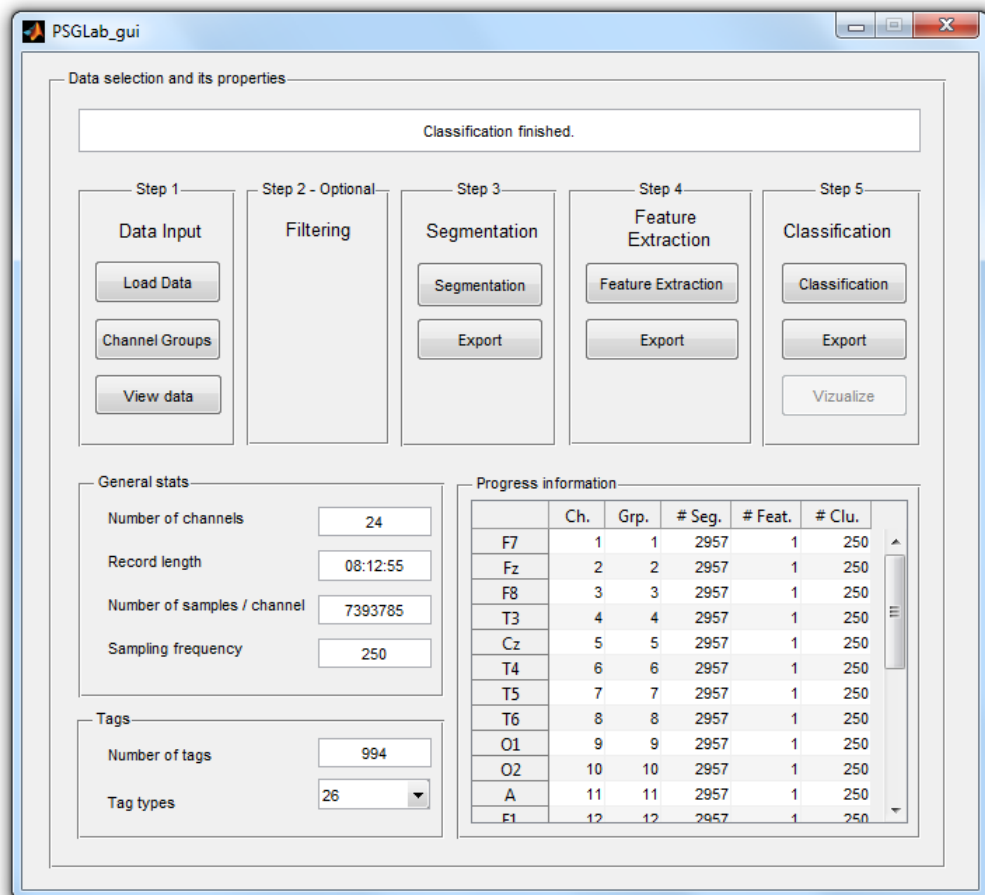 PSGLab_gui
Data selection and its properties
Classification finished.
Step 1
Data Input
Load Data
Channel Groups
View data
Step 2 - Optional
Filtering
Step 3
Segmentation
Segmentation
Export
Step 4
Feature
Extraction
Feature Extraction
Export
Step 5
Classification
Classification
Export
Vizualize
General stats
Number of channels 24
Record length 08:12:55
Number of samples / channel 7393785
Sampling frequency 250
Tags
Number of tags 994
Tag types 26
Progress information
Ch. Grp. # Seg. # Feat. # Clu.
F7 1 1 2957 1 250
Fz 2 2 2957 1 250
F8 3 3 2957 1 250
T3 4 4 2957 1 250
Cz 5 5 2957 1 250
T4 6 6 2957 1 250
T5 7 7 2957 1 250
T6 8 8 2957 1 250
O1 9 9 2957 1 250
O2 10 10 2957 1 250
A 11 11 2957 1 250
F1 12 12 2957 1 250